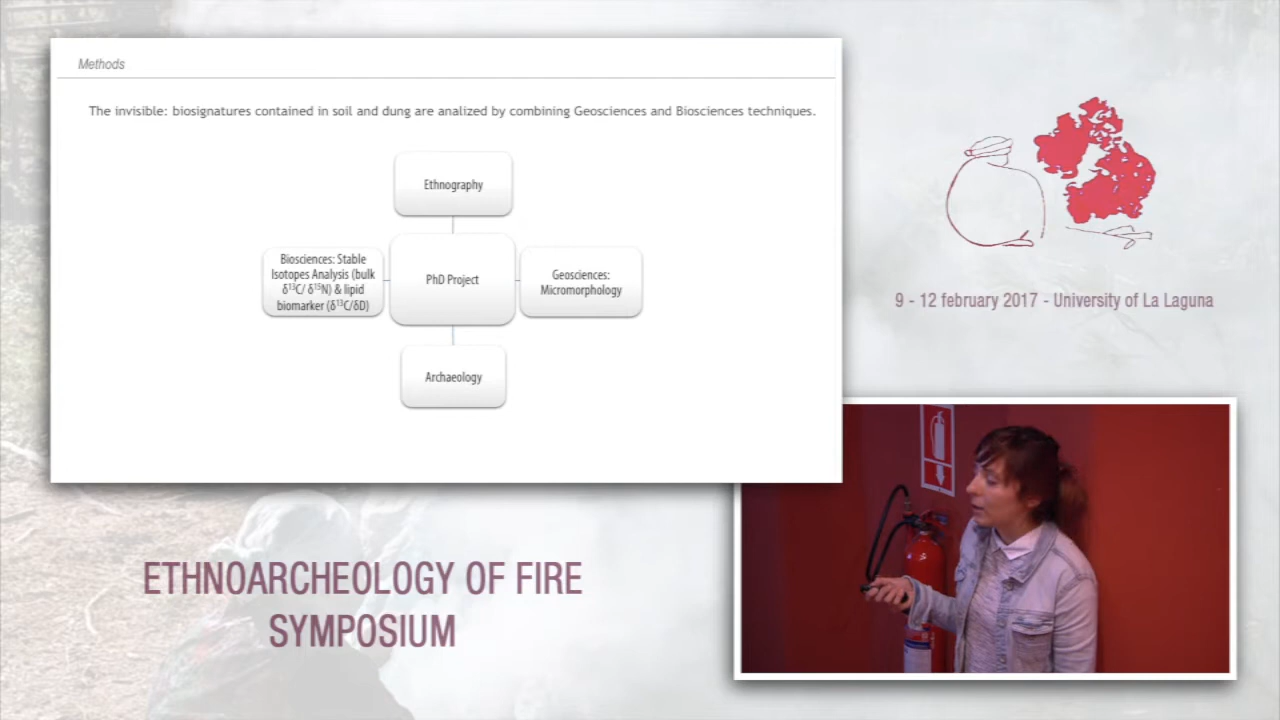 Methods
The invisible: biosignatures contained in soil and dung are analized by combining Geosciences and Biosciences techniques.
Ethnography
Biosciences: Stable
Isotopes Analysis (bulk
δ¹³C/ δ¹⁵N) & lipid
biomarker (δ¹³C/δD)
PhD Project
Geosciences:
Micromorphology
Archaeology
9 - 12 february 2017 - University of La Laguna
ETHNOARCHEOLOGY OF FIRE
SYMPOSIUM